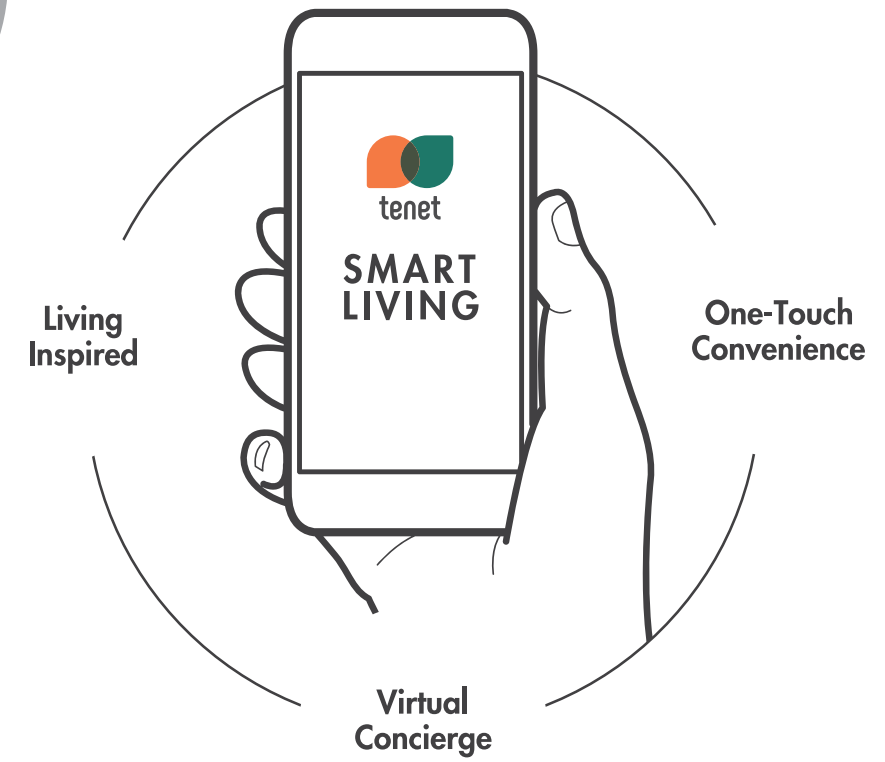 tenet
SMART
LIVING
Living
Inspired
One-Touch
Convenience
Virtual
Concierge